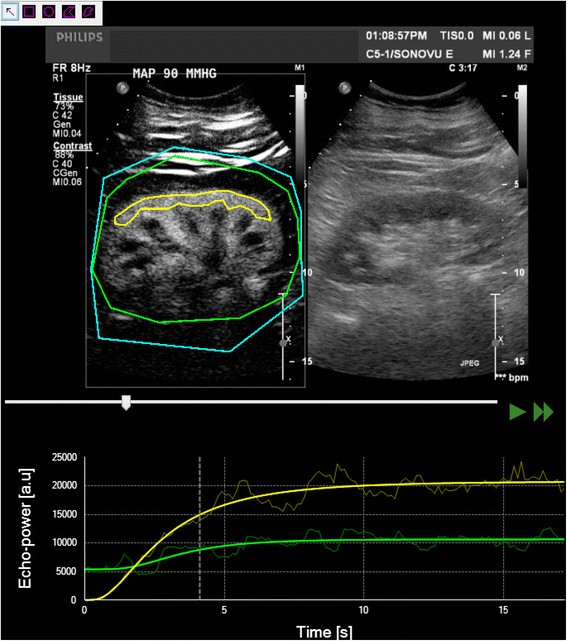 PHILIPS
01:08:57PM TIS0.0 MI 0.06 L
C5-1/SONOVU E MI 1.24 F
FR 8Hz
R1
MAP 90 MMHG
M1
C 3:17
M2
P
P
Tissue
73%
C 42
Gen
MI0.04
Contrast
88%
C 40
CGen
MI0.06
0
0
5
5
10
10
X
X
15
15
JPEG
*** bpm
Echo-power [a.u]
25000
20000
15000
10000
5000
0
0
5
10
15
Time [s]